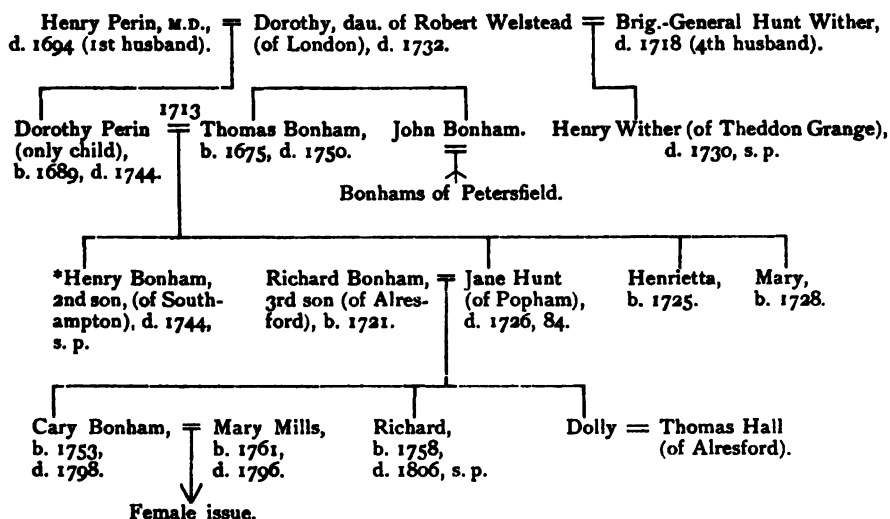 Henry Perin, M.D., = Dorothy, dau. of Robert Welstead = Brig.-General Hunt Wither,
d. 1694 (1st husband). (of London), d. 1732. d. 1718 (4th husband).
1713
Dorothy Perin = Thomas Bonham, John Bonham. Henry Wither (of Theddon Grange),
(only child), b. 1675, d. 1750. = d. 1730, s. p.
b. 1689, d. 1744.
Bonhams of Petersfield.
*Henry Bonham, Richard Bonham, = Jane Hunt Henrietta, Mary,
2nd son, (of South- 3rd son (of Alres- (of Popham), b. 1725. b. 1728.
ampton), d. 1744, ford), b. 1721. d. 1726, 84.
s. p.
Cary Bonham, = Mary Mills, Richard, Dolly = Thomas Hall
b. 1753, b. 1761, b. 1758, (of Alresford).
d. 1798. d. 1796. d. 1806, s. p.
Female issue.